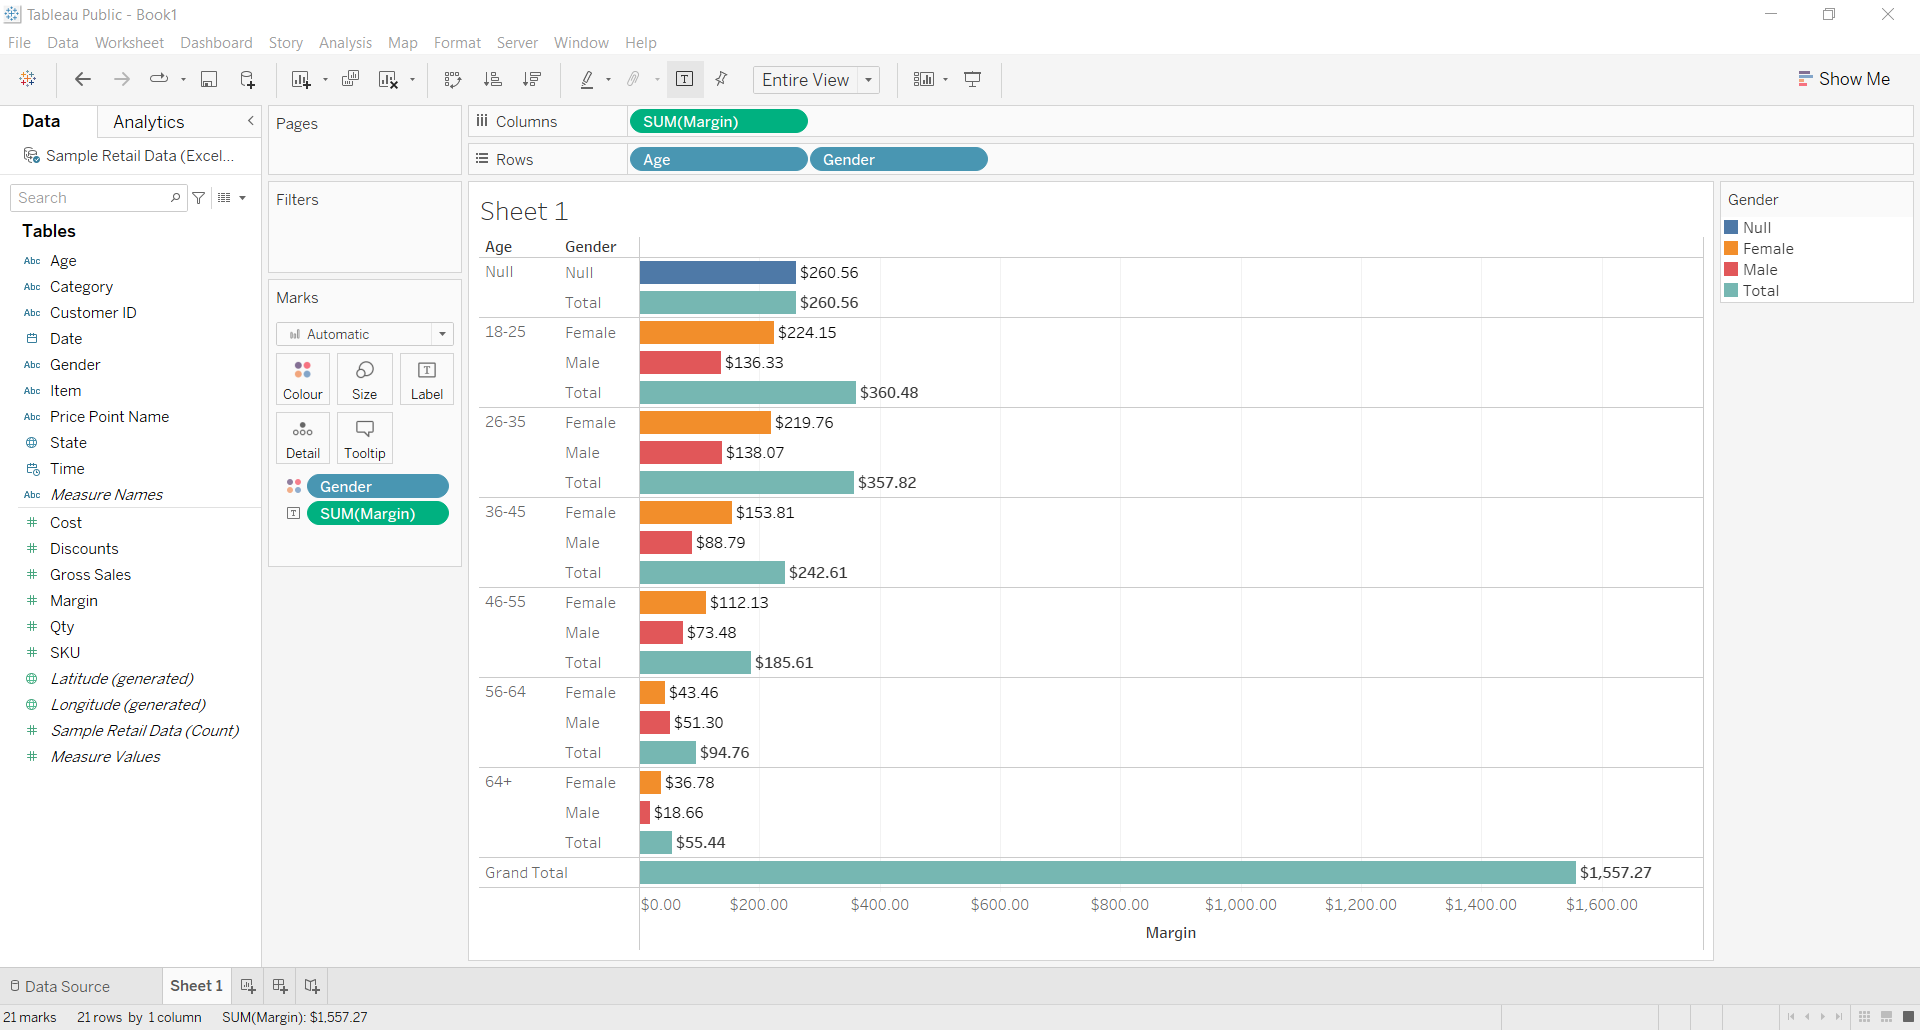 Tableau Public - Book1
File Data Worksheet Dashboard Story Analysis Map Format Server Window Help
Entire View
Show Me
Data Analytics
Sample Retail Data (Excel...
Search
Tables
Abc Age
Abc Category
Abc Customer ID
Date
Abc Gender
Abc Item
Abc Price Point Name
State
Time
Abc Measure Names
# Cost
# Discounts
# Gross Sales
# Margin
# Qty
# SKU
Latitude (generated)
Longitude (generated)
# Sample Retail Data (Count)
# Measure Values
Pages
Filters
Marks
Automatic
Colour Size Label
Detail Tooltip
Gender
SUM(Margin)
Columns SUM(Margin)
Rows Age Gender
Sheet 1
Age Gender
Null Null $260.56
Total $260.56
18-25 Female $224.15
Male $136.33
Total $360.48
26-35 Female $219.76
Male $138.07
Total $357.82
36-45 Female $153.81
Male $88.79
Total $242.61
46-55 Female $112.13
Male $73.48
Total $185.61
56-64 Female $43.46
Male $51.30
Total $94.76
64+ Female $36.78
Male $18.66
Total $55.44
Grand Total $1,557.27
$0.00 $200.00 $400.00 $600.00 $800.00 $1,000.00 $1,200.00 $1,400.00 $1,600.00
Margin
Gender
Null
Female
Male
Total
Data Source Sheet 1
21 marks 21 rows by 1 column SUM(Margin): $1,557.27